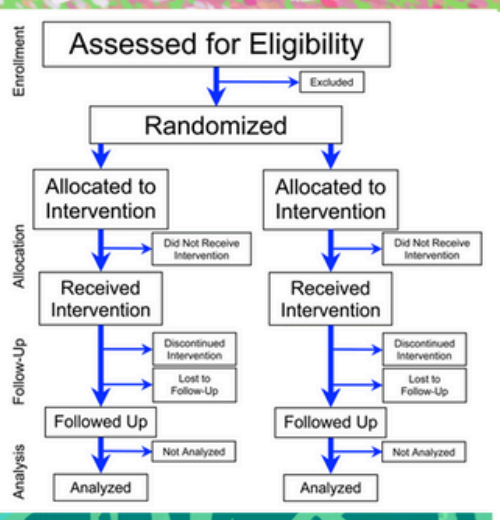 Enrollment
Assessed for Eligibility
Excluded
Randomized
Allocation
Allocated to
Intervention
Allocated to
Intervention
Did Not Receive
Intervention
Did Not Receive
Intervention
Received
Intervention
Received
Intervention
Follow-Up
Discontinued
Intervention
Discontinued
Intervention
Lost to
Follow-Up
Lost to
Follow-Up
Followed Up
Followed Up
Analysis
Not Analyzed
Not Analyzed
Analyzed
Analyzed